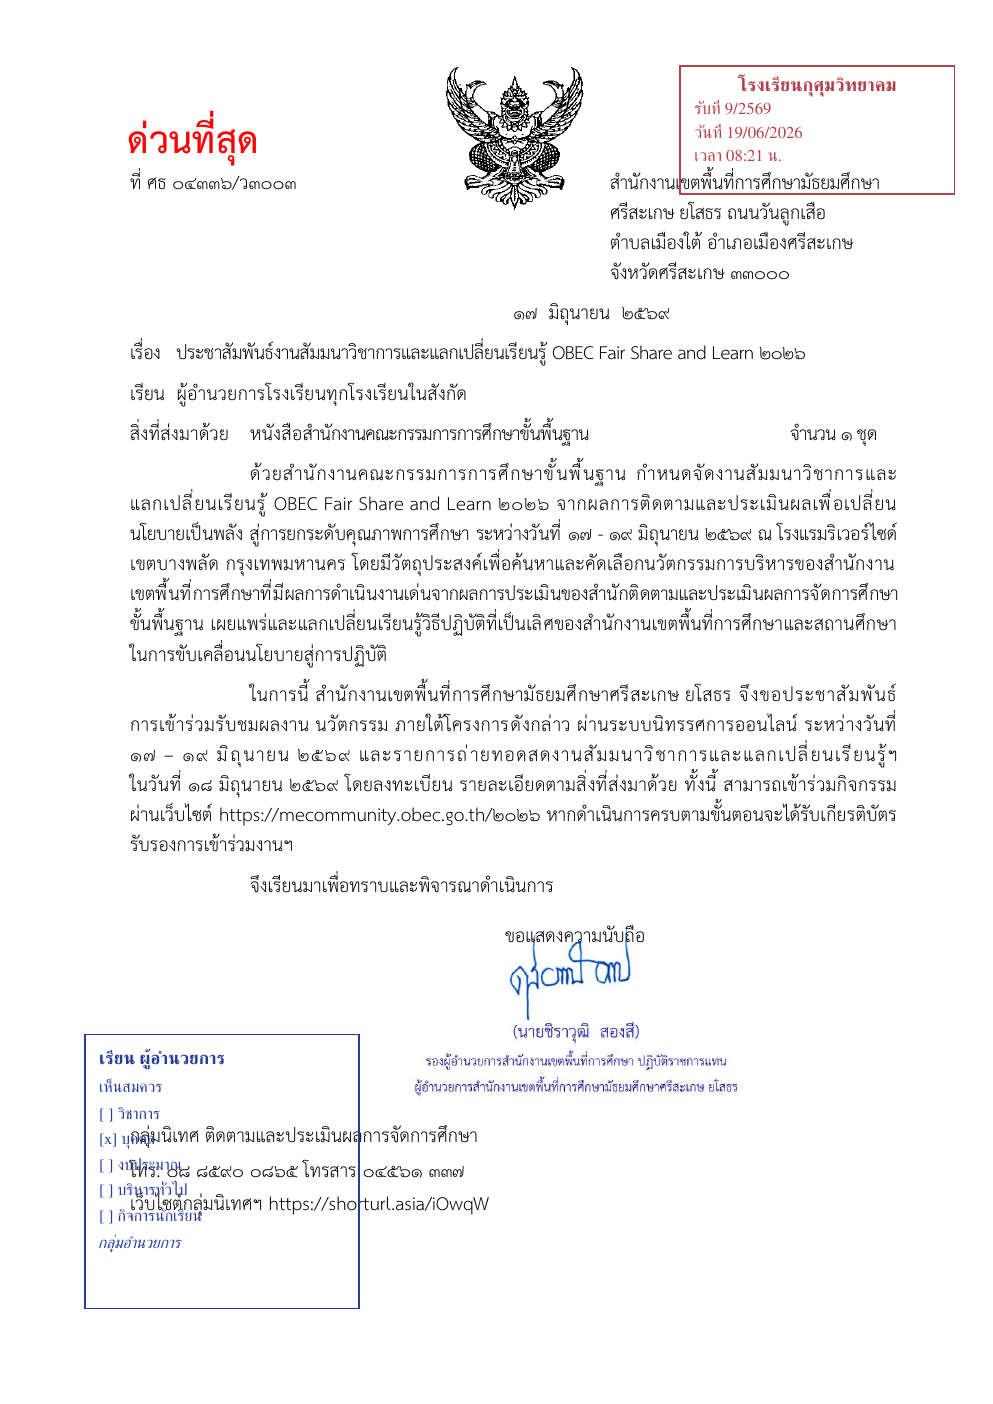 โรงเรียนกุศุมวิทยาคม
รับที่ 9/2569
วันที่ 19/06/2026
เวลา 08:21 น.
ด่วนที่สุด
ที่ ศธ ๐๔๓๓๖/ว๓๐๐๓
สำนักงานเขตพื้นที่การศึกษามัธยมศึกษา
ศรีสะเกษ ยโสธร ถนนวันลูกเสือ
ตำบลเมืองใต้ อำเภอเมืองศรีสะเกษ
จังหวัดศรีสะเกษ ๓๓๐๐๐
๑๗ มิถุนายน ๒๕๖๙
เรื่อง ประชาสัมพันธ์งานสัมมนาวิชาการและแลกเปลี่ยนเรียนรู้ OBEC Fair Share and Learn ๒๐๒๖
เรียน ผู้อำนวยการโรงเรียนทุกโรงเรียนในสังกัด
สิ่งที่ส่งมาด้วย หนังสือสำนักงานคณะกรรมการการศึกษาขั้นพื้นฐาน จำนวน ๑ ชุด
ด้วยสำนักงานคณะกรรมการการศึกษาขั้นพื้นฐาน กำหนดจัดงานสัมมนาวิชาการและ
แลกเปลี่ยนเรียนรู้ OBEC Fair Share and Learn ๒๐๒๖ จากผลการติดตามและประเมินผลเพื่อเปลี่ยน
นโยบายเป็นพลัง สู่การยกระดับคุณภาพการศึกษา ระหว่างวันที่ ๑๗ - ๑๙ มิถุนายน ๒๕๖๙ ณ โรงแรมริเวอร์ไซด์
เขตบางพลัด กรุงเทพมหานคร โดยมีวัตถุประสงค์เพื่อค้นหาและคัดเลือกนวัตกรรมการบริหารของสำนักงาน
เขตพื้นที่การศึกษาที่มีผลการดำเนินงานเด่นจากผลการประเมินของสำนักติดตามและประเมินผลการจัดการศึกษา
ขั้นพื้นฐาน เผยแพร่และแลกเปลี่ยนเรียนรู้วิธีปฏิบัติที่เป็นเลิศของสำนักงานเขตพื้นที่การศึกษาและสถานศึกษา
ในการขับเคลื่อนนโยบายสู่การปฏิบัติ
ในการนี้ สำนักงานเขตพื้นที่การศึกษามัธยมศึกษาศรีสะเกษ ยโสธร จึงขอประชาสัมพันธ์
การเข้าร่วมรับชมผลงาน นวัตกรรม ภายใต้โครงการดังกล่าว ผ่านระบบนิทรรศการออนไลน์ ระหว่างวันที่
๑๗ – ๑๙ มิถุนายน ๒๕๖๙ และรายการถ่ายทอดสดงานสัมมนาวิชาการและแลกเปลี่ยนเรียนรู้ฯ
ในวันที่ ๑๘ มิถุนายน ๒๕๖๙ โดยลงทะเบียน รายละเอียดตามสิ่งที่ส่งมาด้วย ทั้งนี้ สามารถเข้าร่วมกิจกรรม
ผ่านเว็บไซต์ https://mecommunity.obec.go.th/๒๐๒๖ หากดำเนินการครบตามขั้นตอนจะได้รับเกียรติบัตร
รับรองการเข้าร่วมงานฯ
จึงเรียนมาเพื่อทราบและพิจารณาดำเนินการ
ขอแสดงความนับถือ
(นายชิราวุฒิ สองสี)
รองผู้อำนวยการสำนักงานเขตพื้นที่การศึกษา ปฏิบัติราชการแทน
ผู้อำนวยการสำนักงานเขตพื้นที่การศึกษามัธยมศึกษาศรีสะเกษ ยโสธร
เรียน ผู้อำนวยการ
เห็นสมควร
[ ] วิชาการ
[x] บุคคล
[ ] งบประมาณ
[ ] บริหารทั่วไป
[ ] กิจการนักเรียน
กลุ่มอำนวยการ
กลุ่มนิเทศ ติดตามและประเมินผลการจัดการศึกษา
โทร. ๐๘ ๘๕๙๐ ๐๘๖๕ โทรสาร ๐๔๕๖๑ ๓๓๗
เว็บไซต์กลุ่มนิเทศฯ https://shorturl.asia/iOwqW